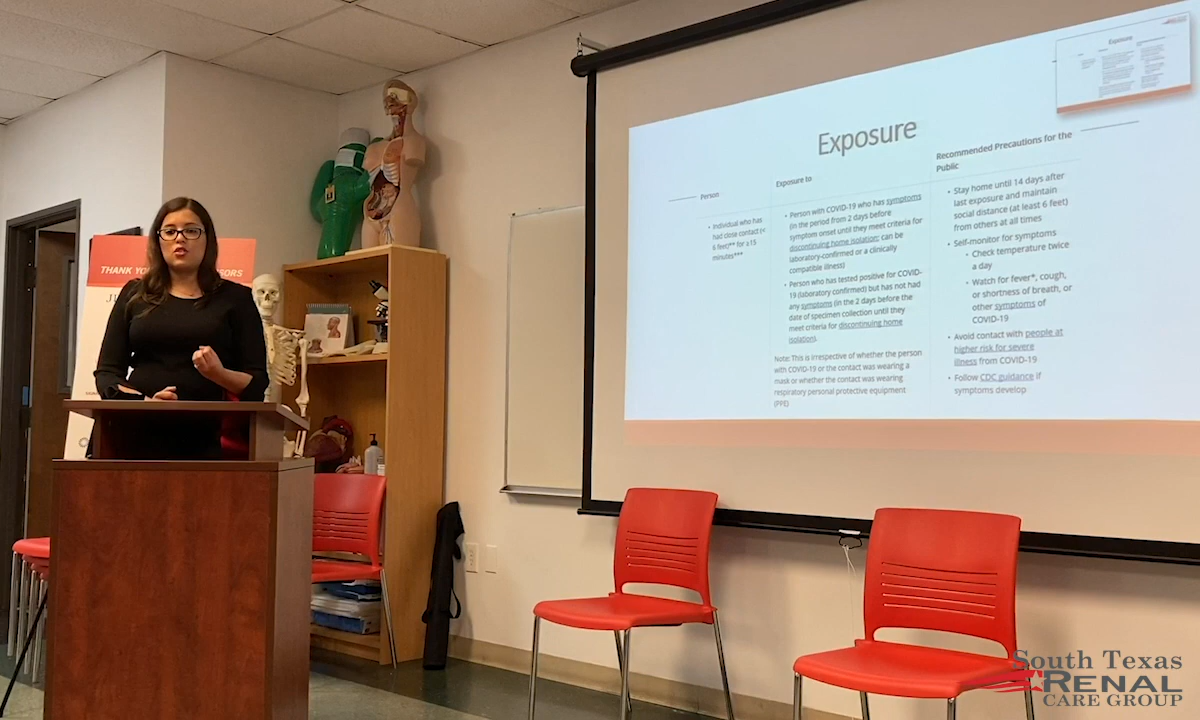 THANK YOU
SORS
Exposure
Person
Exposure to
Recommended Precautions for the
Public
• Individual who has
had close contact (<
6 feet)** for ≥15
minutes***
• Person with COVID-19 who has symptoms
(in the period from 2 days before
symptom onset until they meet criteria for
discontinuing home isolation; can be
laboratory-confirmed or a clinically
compatible illness)
• Person who has tested positive for COVID-
19 (laboratory confirmed) but has not had
any symptoms (in the 2 days before the
date of specimen collection until they
meet criteria for discontinuing home
isolation).
Note: This is irrespective of whether the person
with COVID-19 or the contact was wearing a
mask or whether the contact was wearing
respiratory personal protective equipment
(PPE)
• Stay home until 14 days after
last exposure and maintain
social distance (at least 6 feet)
from others at all times
• Self-monitor for symptoms
• Check temperature twice
a day
• Watch for fever*, cough,
or shortness of breath, or
other symptoms of
COVID-19
• Avoid contact with people at
higher risk for severe
illness from COVID-19
• Follow CDC guidance if
symptoms develop
Exposure
South Texas
RENAL
CARE GROUP